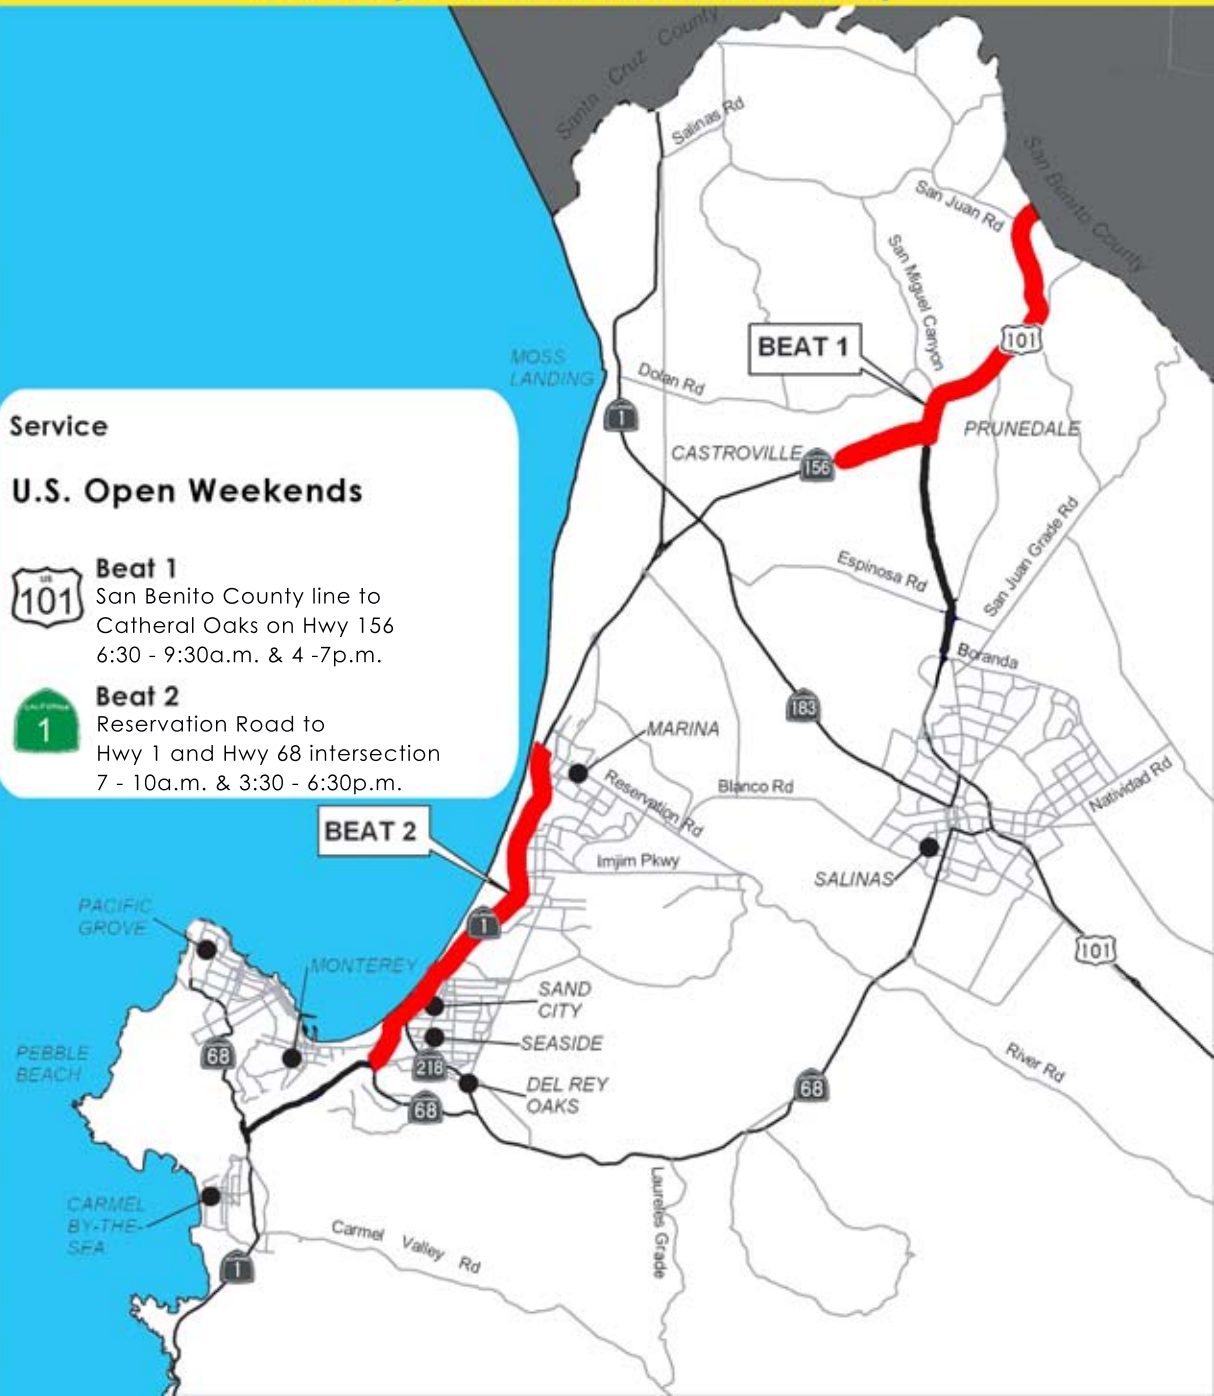 Santa Cruz County
Salinas Rd
San Benito County
San Juan Rd
San Miguel Canyon
BEAT 1
101
MOSS
LANDING
Dolan Rd
1
PRUNEDALE
CASTROVILLE
156
Service
U.S. Open Weekends
US
101
Beat 1
San Benito County line to
Catheral Oaks on Hwy 156
6:30 - 9:30a.m. & 4 -7p.m.
CALIFORNIA
1
Beat 2
Reservation Road to
Hwy 1 and Hwy 68 intersection
7 - 10a.m. & 3:30 - 6:30p.m.
San Juan Grade Rd
Espinosa Rd
Boranda
183
MARINA
Reservation Rd
Blanco Rd
Natividad Rd
BEAT 2
Imjim Pkwy
SALINAS
PACIFIC
GROVE
1
101
MONTEREY
SAND
CITY
SEASIDE
PEBBLE
BEACH
68
218
DEL REY
OAKS
68
68
River Rd
CARMEL
BY-THE-
SEA
Laureles Grade
Carmel Valley Rd
1